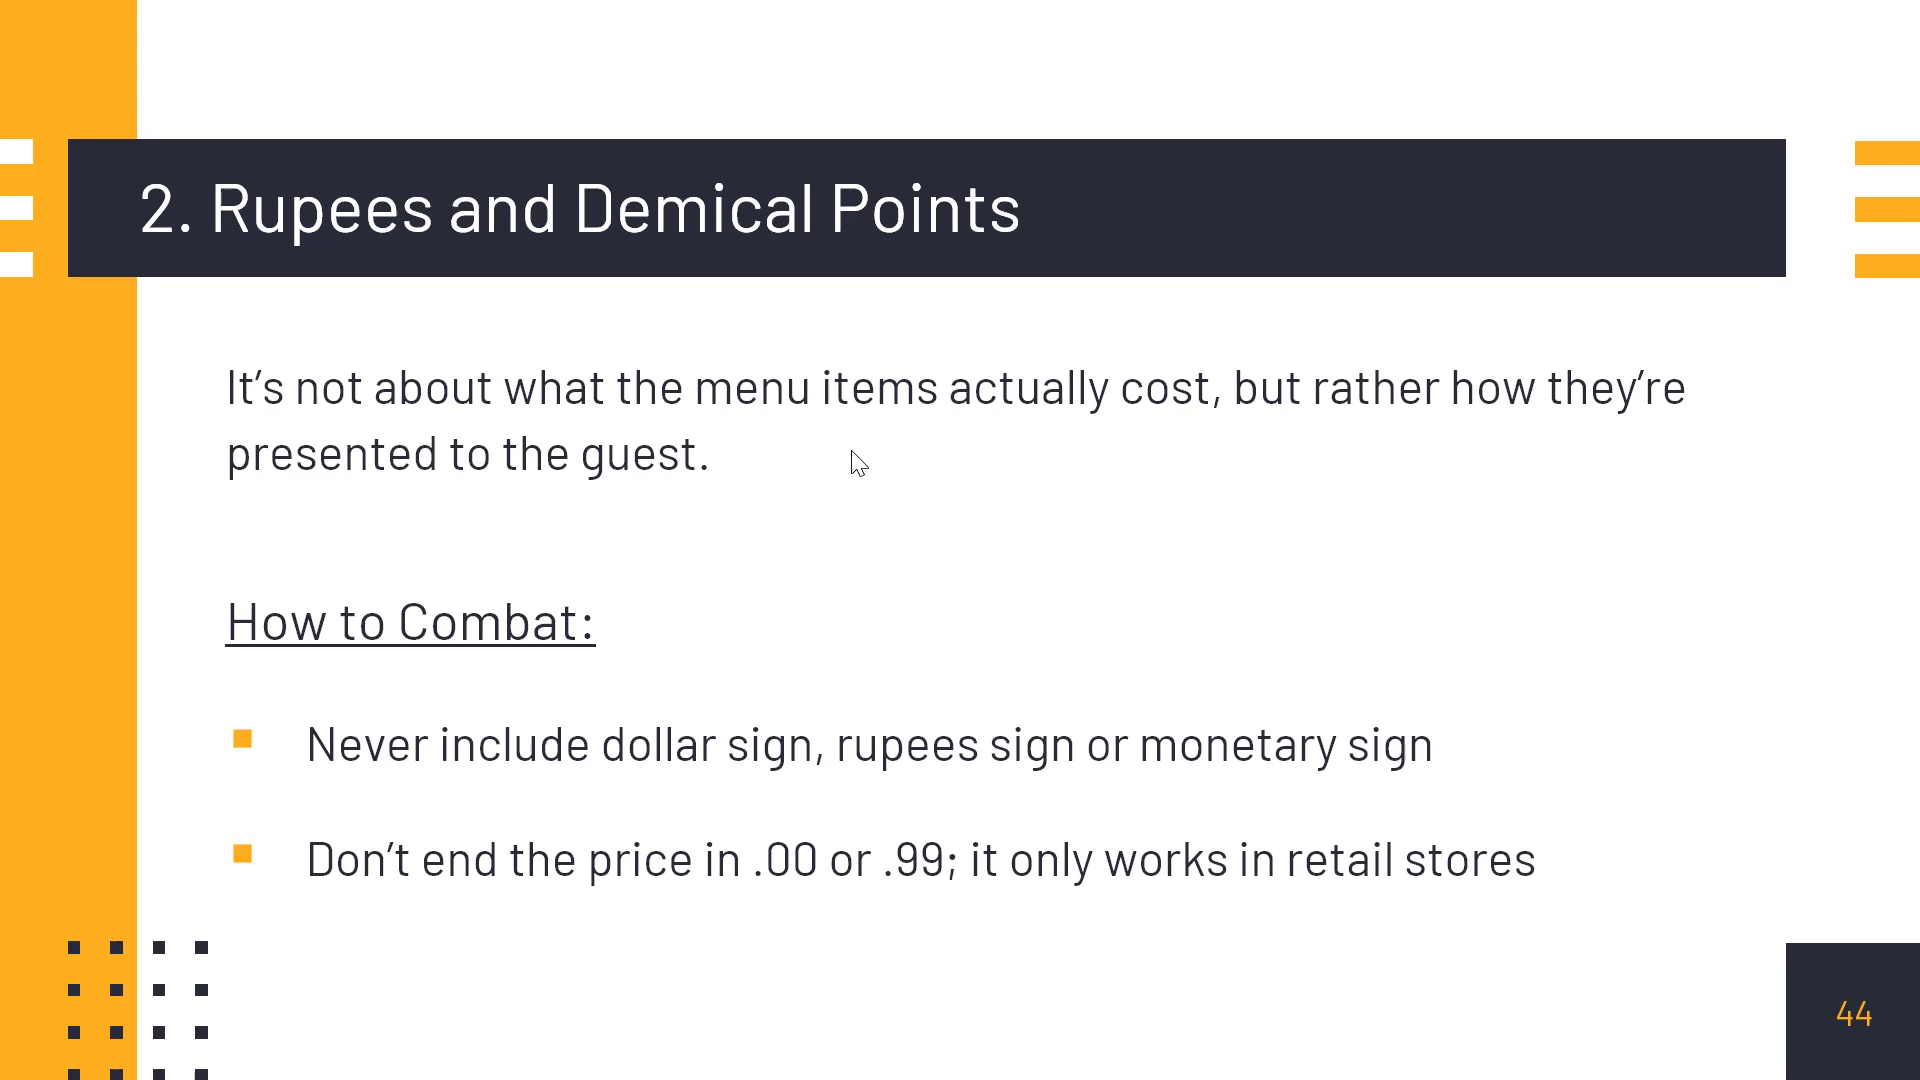 2. Rupees and Demical Points
It’s not about what the menu items actually cost, but rather how they’re
presented to the guest.
How to Combat:
Never include dollar sign, rupees sign or monetary sign
Don’t end the price in .00 or .99; it only works in retail stores
44